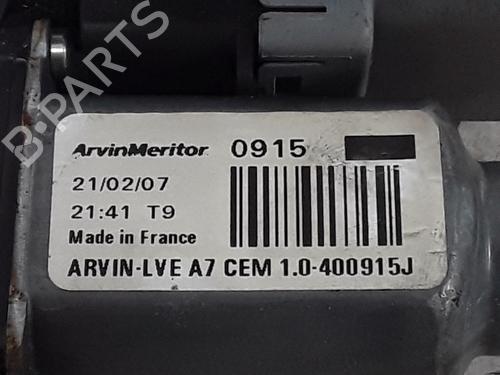 B-PARTS
ArvinMeritor 0915
21/02/07
21:41 T9
Made in France
ARVIN-LVE A7 CEM 1.0-400915J